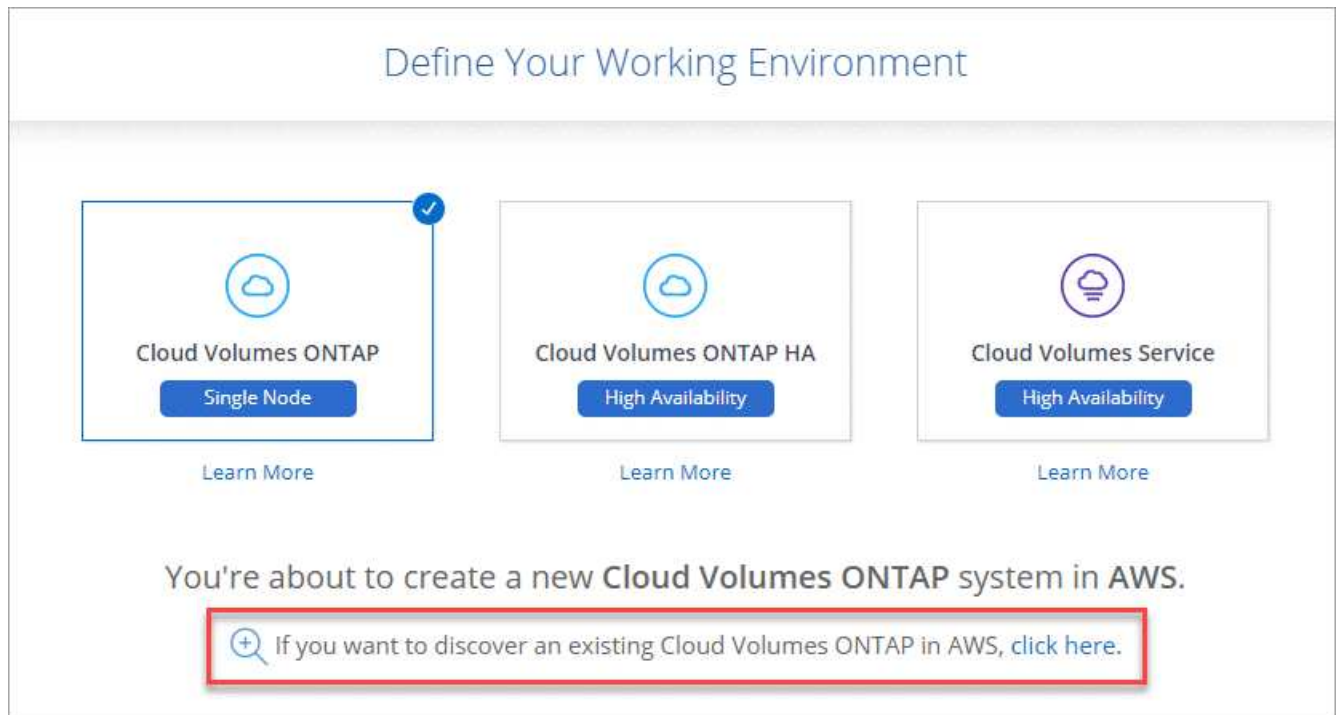 Define Your Working Environment
Cloud Volumes ONTAP
Single Node
Learn More
Cloud Volumes ONTAP HA
High Availability
Learn More
Cloud Volumes Service
High Availability
Learn More
You're about to create a new Cloud Volumes ONTAP system in AWS.
If you want to discover an existing Cloud Volumes ONTAP in AWS, click here.